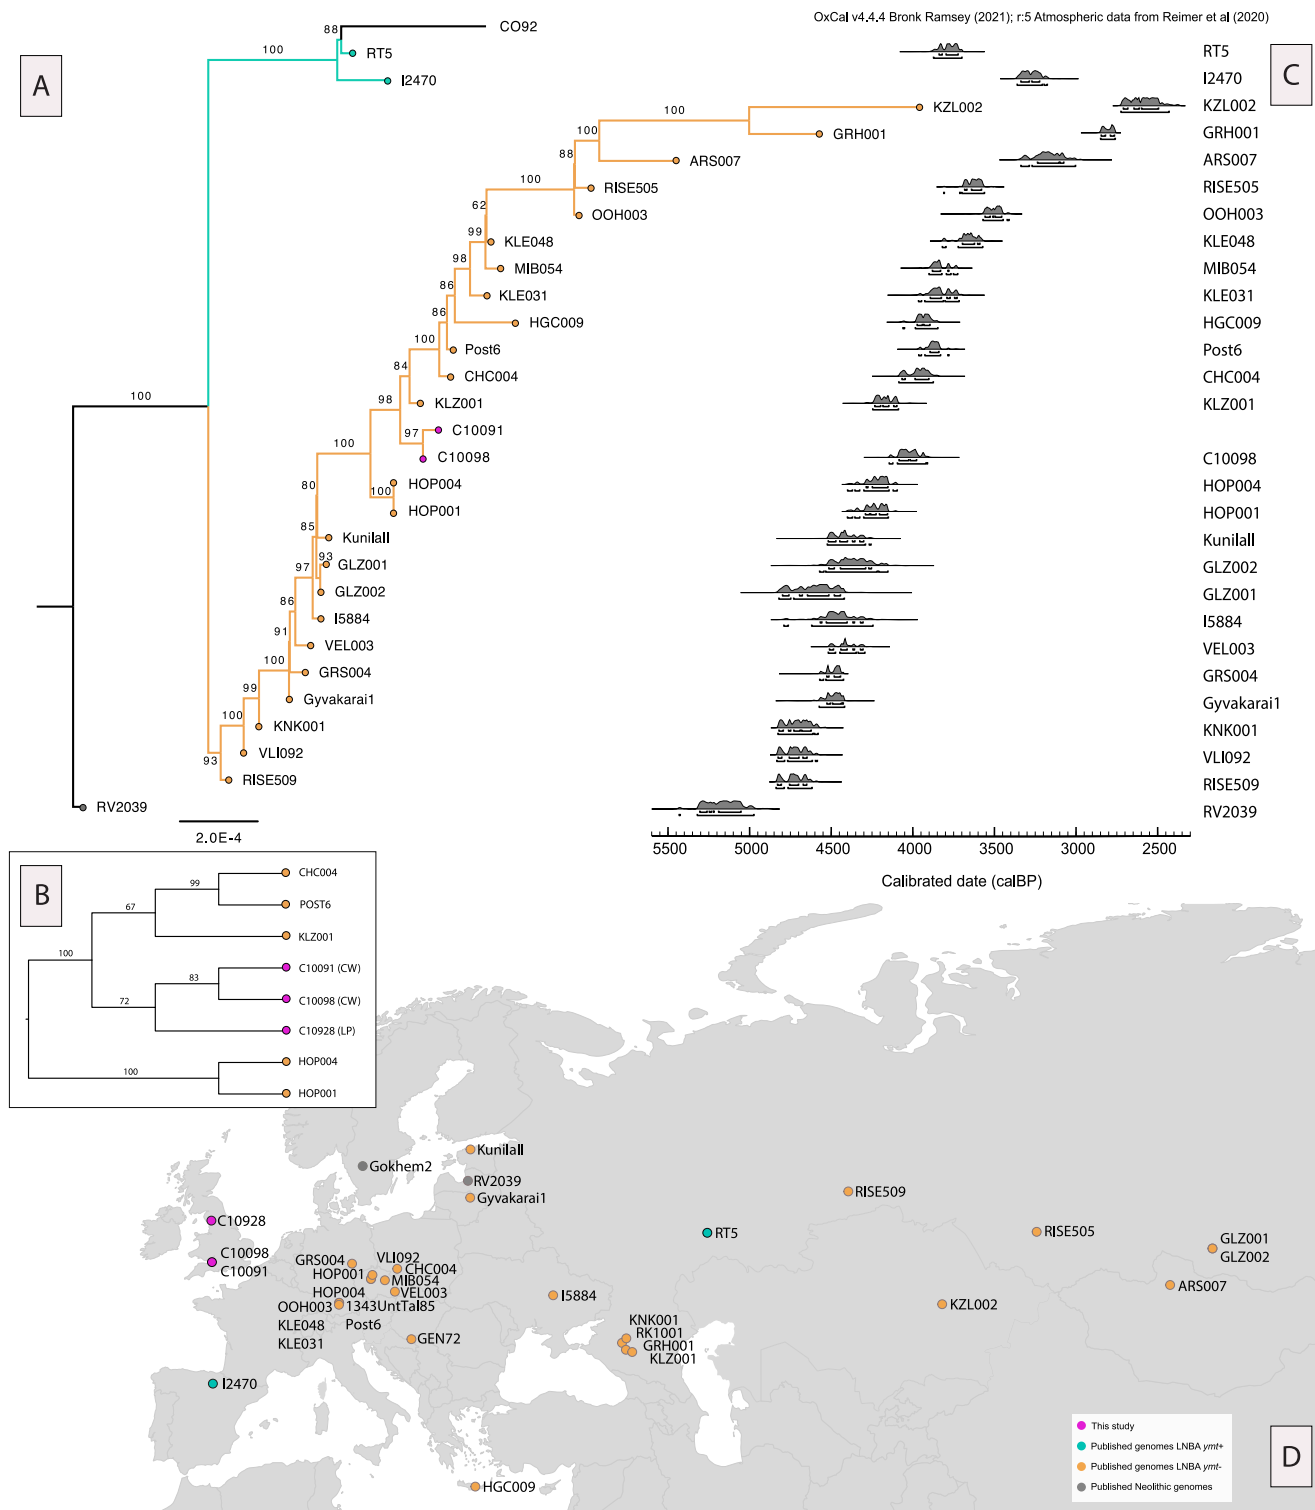 A
CO92
88
100
RT5
I2470
100
KZL002
GRH001
100
ARS007
88
RISE505
100
OOH003
62
KLE048
99
MIB054
98
KLE031
86
HGC009
86
Post6
100
CHC004
84
KLZ001
98
C10091
97
C10098
100
HOP004
100
HOP001
80
Kunilall
85
93 GLZ001
97
GLZ002
I5884
86
VEL003
91
GRS004
100
Gyvakarai1
99
KNK001
100
VLI092
93
RISE509
100
RV2039
2.0E-4
OxCal v4.4.4 Bronk Ramsey (2021); r:5 Atmospheric data from Reimer et al (2020)
C
RT5
I2470
KZL002
GRH001
ARS007
RISE505
OOH003
KLE048
MIB054
KLE031
HGC009
Post6
CHC004
KLZ001
C10098
HOP004
HOP001
Kunilall
GLZ002
GLZ001
I5884
VEL003
GRS004
Gyvakarai1
KNK001
VLI092
RISE509
RV2039
5500 5000 4500 4000 3500 3000 2500
Calibrated date (calBP)
B
CHC004
99
POST6
67
KLZ001
100
C10091 (CW)
83
C10098 (CW)
72
C10928 (LP)
HOP004
100
HOP001
Kunilall
Gokhem2
RV2039
Gyvakarai1
RISE509
C10928
RT5
RISE505
GLZ001
GLZ002
C10098
C10091
GRS004
VLI092
CHC004
HOP001
MIB054
HOP004
VEL003
ARS007
OOH003
1343UntTal85
I5884
KZL002
KLE048
Post6
KLE031
GEN72
KNK001
RK1001
GRH001
KLZ001
I2470
HGC009
This study
Published genomes LNBA ymt+
Published genomes LNBA ymt-
Published Neolithic genomes
D